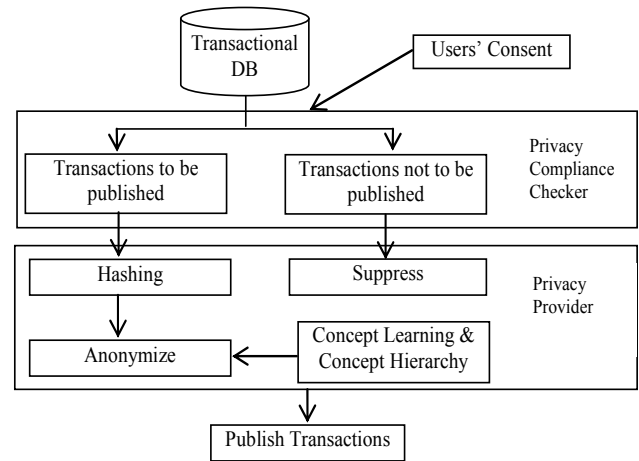 Transactional
DB
Users' Consent
Transactions to be
published
Transactions not to be
published
Privacy
Compliance
Checker
Hashing
Suppress
Privacy
Provider
Anonymize
Concept Learning &
Concept Hierarchy
Publish Transactions